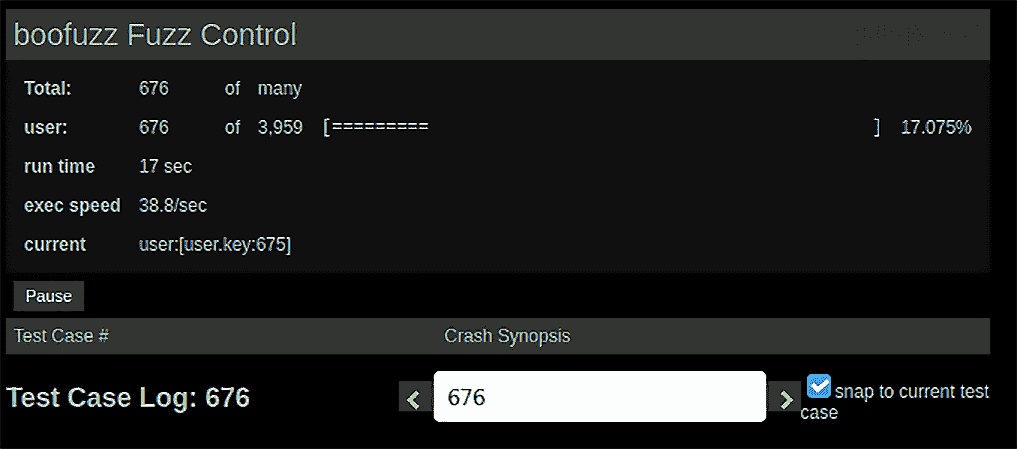 boofuzz Fuzz Control
Total: 676 of many
user: 676 of 3,959 [========= ] 17.075%
run time 17 sec
exec speed 38.8/sec
current user:[user.key:675]
Pause
Test Case # Crash Synopsis
Test Case Log: 676 < 676 > snap to current test
case